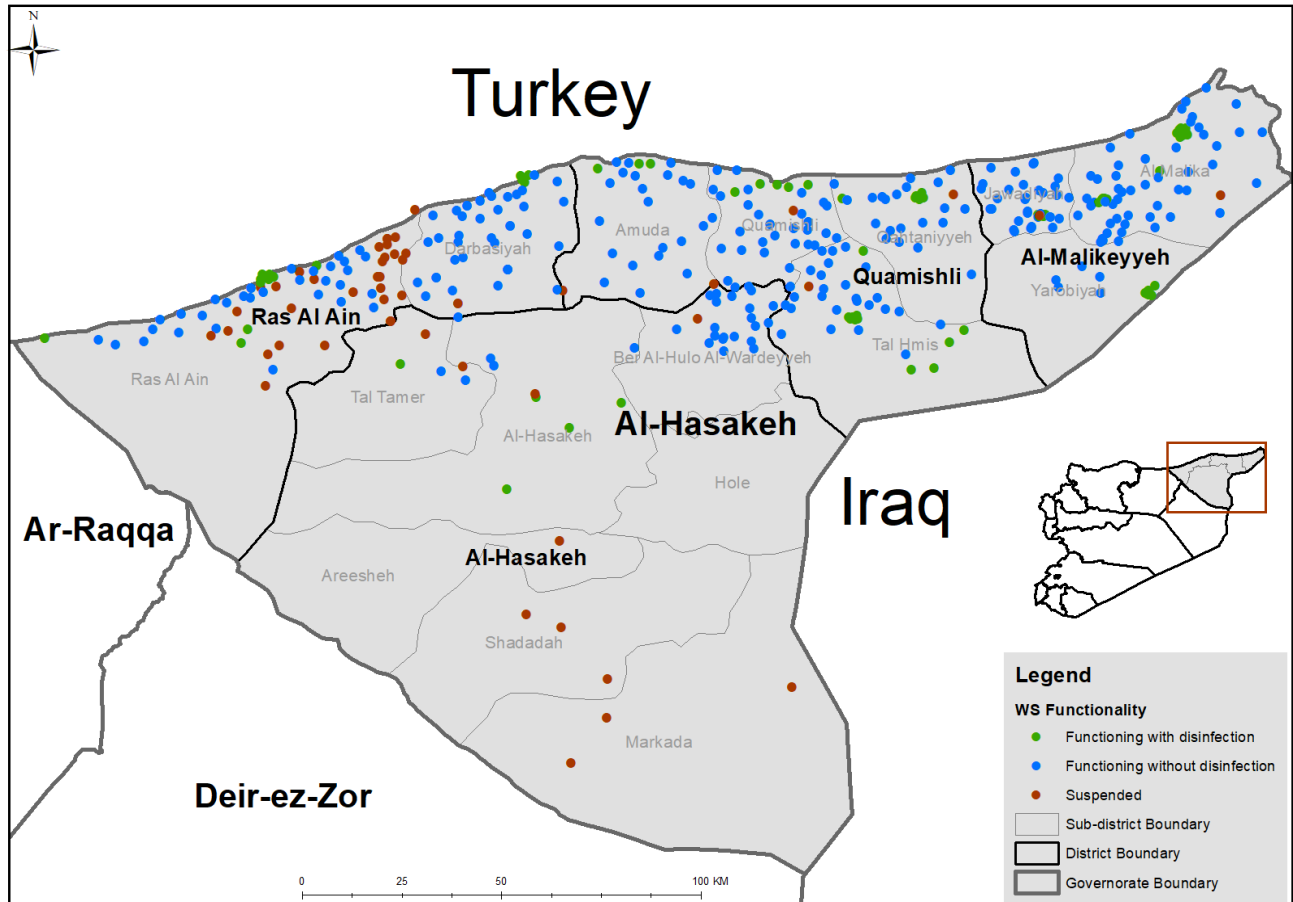 N
Turkey
Al-Malika
Jawadiyah
Amuda
Quamishli
Qahtaniyyeh
Darbasiyah
Al-Malikeyyeh
Quamishli
Yarobiyah
Ras Al Ain
Tal Hmis
Ber Al-Hulo Al-Wardeyyeh
Ras Al Ain
Tal Tamer
Al-Hasakeh
Al-Hasakeh
Hole
Iraq
Ar-Raqqa
Al-Hasakeh
Areesheh
Shadadah
Markada
Deir-ez-Zor
Legend
WS Functionality
Functioning with disinfection
Functioning without disinfection
Suspended
Sub-district Boundary
District Boundary
Governorate Boundary
0 25 50 100 KM